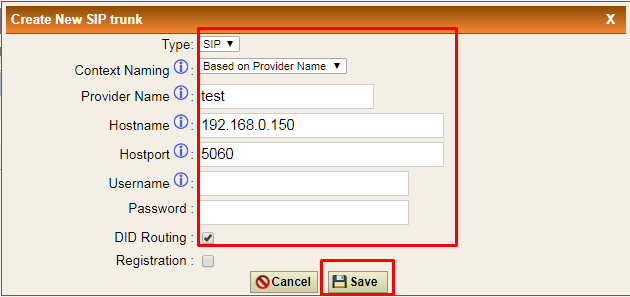 Create New SIP trunk X
Type: SIP
Context Naming : Based on Provider Name
Provider Name : test
Hostname : 192.168.0.150
Hostport : 5060
Username :
Password :
DID Routing :
Registration :
Cancel Save